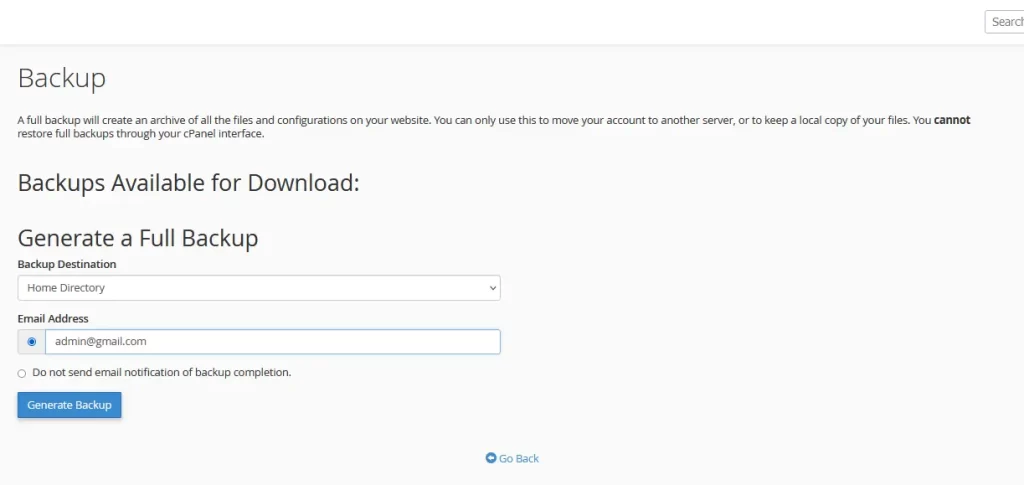 Search
Backup
A full backup will create an archive of all the files and configurations on your website. You can only use this to move your account to another server, or to keep a local copy of your files. You cannot
restore full backups through your cPanel interface.
Backups Available for Download:
Generate a Full Backup
Backup Destination
Home Directory
Email Address
admin@gmail.com
Do not send email notification of backup completion.
Generate Backup
Go Back